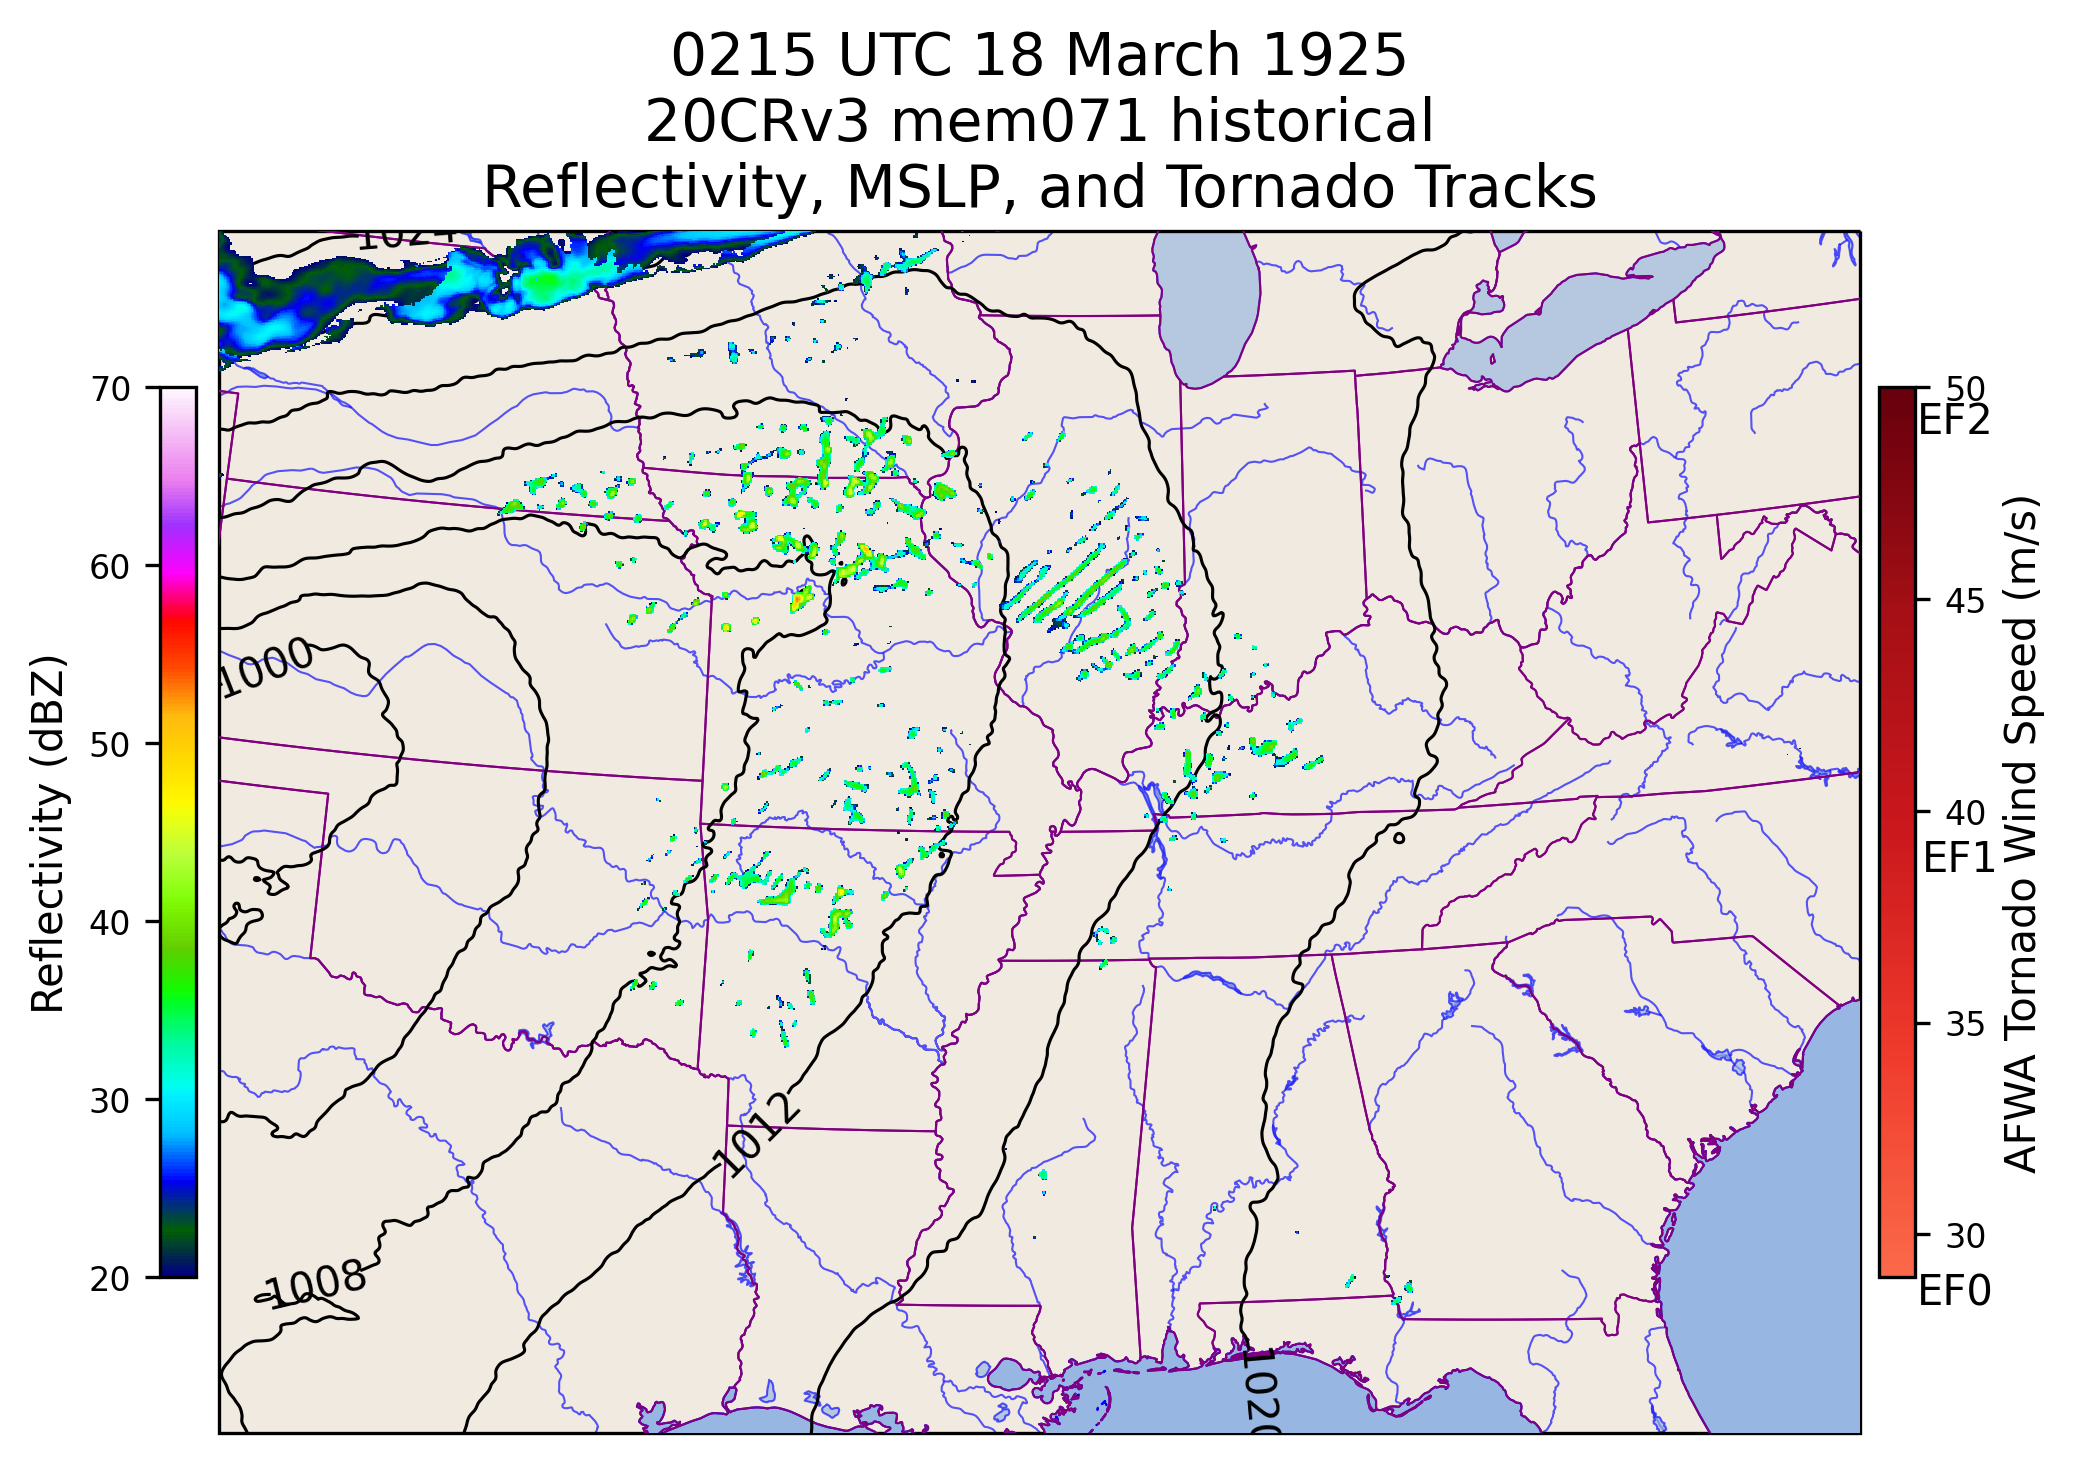 0215 UTC 18 March 1925
20CRv3 mem071 historical
Reflectivity, MSLP, and Tornado Tracks
1024
70
60
50
40
30
20
Reflectivity (dBZ)
1000
1012
1008
1020
50
EF2
45
40
EF1
35
30
EF0
AFWA Tornado Wind Speed (m/s)